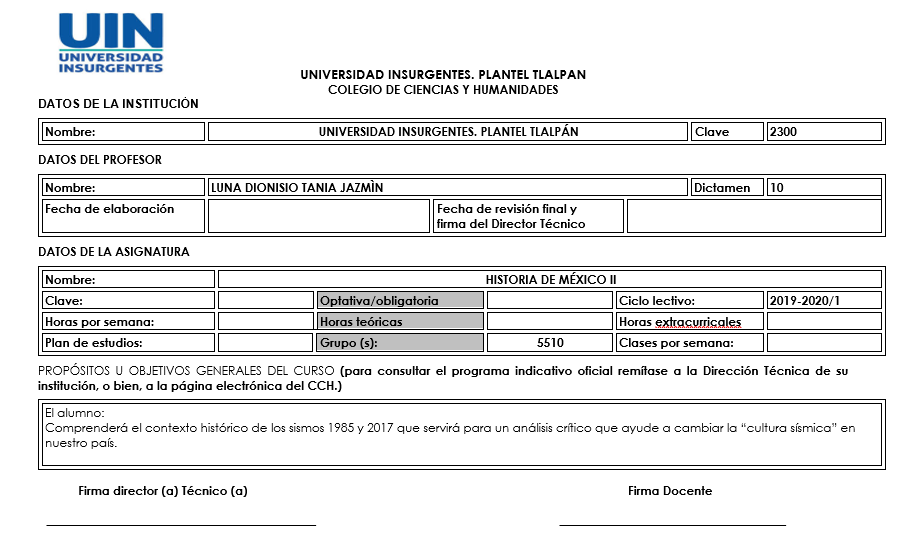 UIN
UNIVERSIDAD
INSURGENTES
UNIVERSIDAD INSURGENTES. PLANTEL TLALPAN
COLEGIO DE CIENCIAS Y HUMANIDADES
DATOS DE LA INSTITUCIÓN
Nombre: UNIVERSIDAD INSURGENTES. PLANTEL TLALPÁN Clave 2300
DATOS DEL PROFESOR
Nombre: LUNA DIONISIO TANIA JAZMÌN Dictamen 10
Fecha de elaboración Fecha de revisión final y
firma del Director Técnico
DATOS DE LA ASIGNATURA
Nombre: HISTORIA DE MÉXICO II
Clave: Optativa/obligatoria Ciclo lectivo: 2019-2020/1
Horas por semana: Horas teóricas Horas extracurricales
Plan de estudios: Grupo (s): 5510 Clases por semana:
PROPÓSITOS U OBJETIVOS GENERALES DEL CURSO (para consultar el programa indicativo oficial remítase a la Dirección Técnica de su
institución, o bien, a la página electrónica del CCH.)
El alumno:
Comprenderá el contexto histórico de los sismos 1985 y 2017 que servirá para un análisis crítico que ayude a cambiar la “cultura sísmica” en
nuestro país.
Firma director (a) Técnico (a) Firma Docente